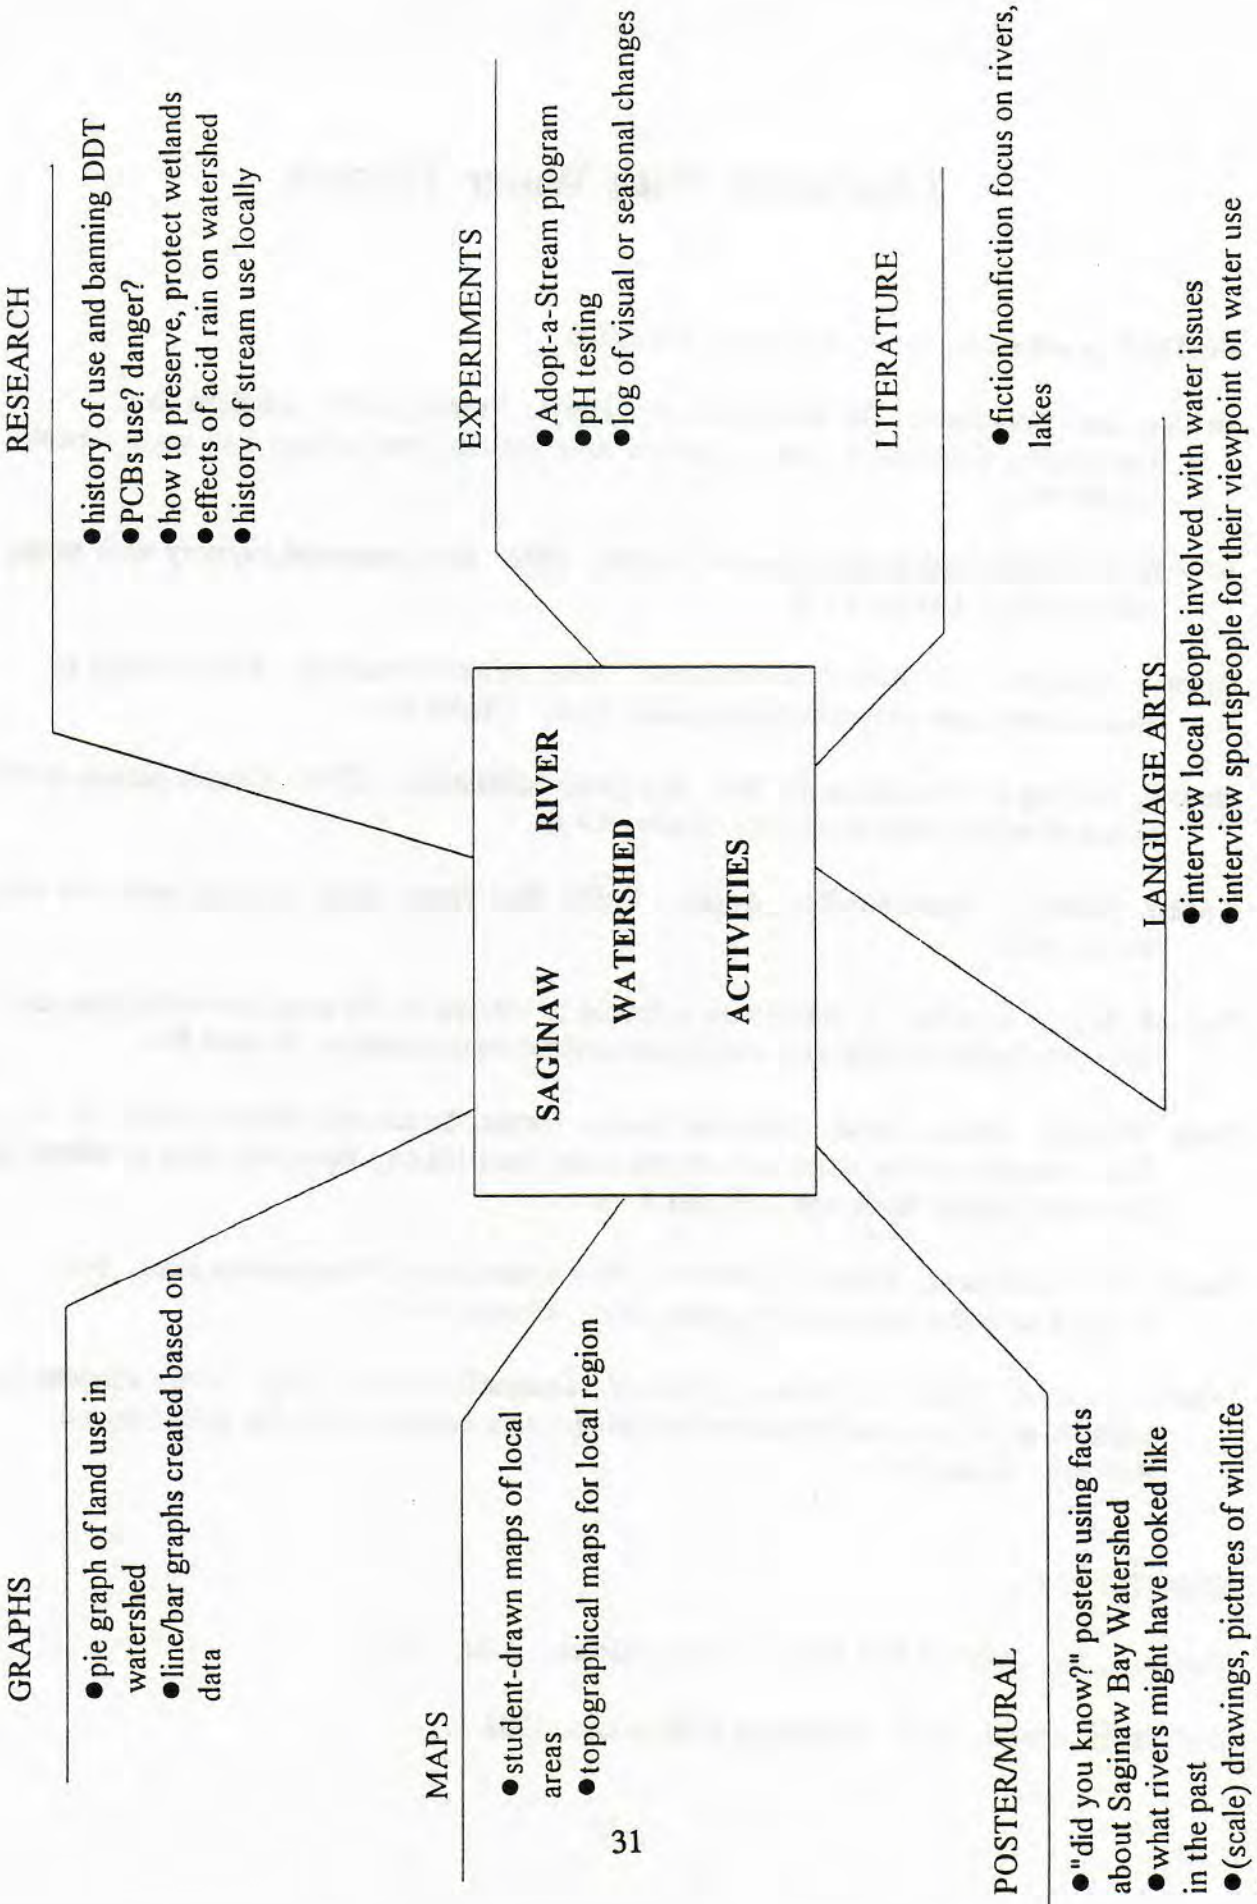 GRAPHS
●pie graph of land use in
watershed
●line/bar graphs created based on
data
MAPS
●student-drawn maps of local
areas
●topographical maps for local region
POSTER/MURAL
●"did you know?" posters using facts
about Saginaw Bay Watershed
●what rivers might have looked like
in the past
●(scale) drawings, pictures of wildlife
SAGINAW RIVER
WATERSHED
ACTIVITIES
RESEARCH
●history of use and banning DDT
●PCBs use? danger?
●how to preserve, protect wetlands
●effects of acid rain on watershed
●history of stream use locally
EXPERIMENTS
●Adopt-a-Stream program
●pH testing
●log of visual or seasonal changes
LITERATURE
●fiction/nonfiction focus on rivers,
lakes
LANGUAGE ARTS
●interview local people involved with water issues
●interview sportspeople for their viewpoint on water use
31